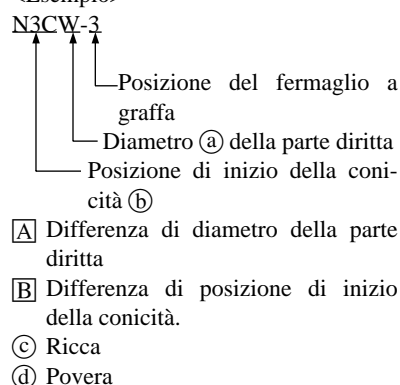 N3CW-3
Posizione del fermaglio a
graffa
Diametro ⓐ della parte diritta
Posizione di inizio della coni-
cità ⓑ
A Differenza di diametro della parte
diritta
B Differenza di posizione di inizio
della conicità.
ⓒ Ricca
ⓓ Povera